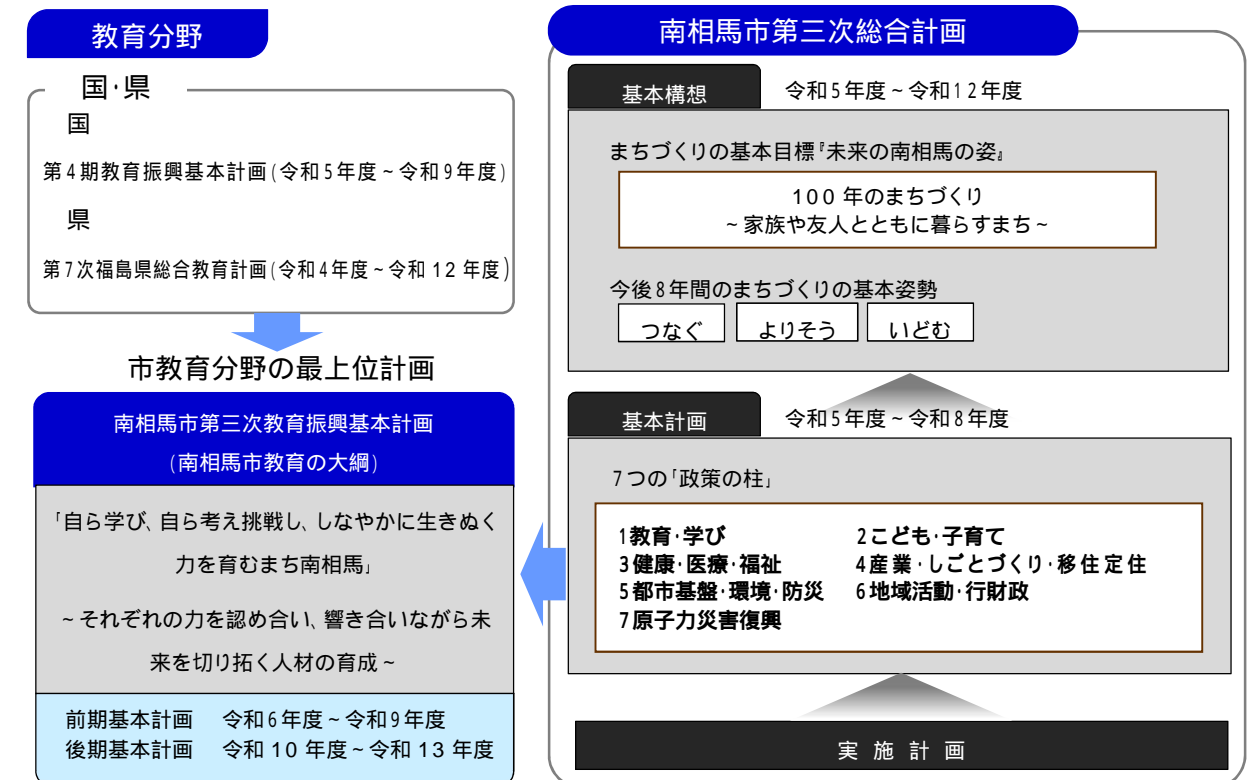 教育分野
国・県
国
第4期教育振興基本計画(令和5年度~令和9年度)
県
第7次福島県総合教育計画(令和4年度~令和 12 年度)
市教育分野の最上位計画
南相馬市第三次教育振興基本計画
(南相馬市教育の大綱)
「自ら学び、自ら考え挑戦し、しなやかに生きぬく
力を育むまち南相馬」
~それぞれの力を認め合い、響き合いながら未
来を切り拓く人材の育成~
前期基本計画 令和6年度~令和9年度
後期基本計画 令和 10 年度~令和 13 年度
南相馬市第三次総合計画
基本構想 令和5年度~令和12年度
まちづくりの基本目標『未来の南相馬の姿』
100 年のまちづくり
~家族や友人とともに暮らすまち~
今後8年間のまちづくりの基本姿勢
つなぐ よりそう いどむ
基本計画 令和5年度~令和8年度
7つの「政策の柱」
1教育・学び 2こども・子育て
3健康・医療・福祉 4産業・しごとづくり・移住定住
5都市基盤・環境・防災 6地域活動・行財政
7原子力災害復興
実施計画